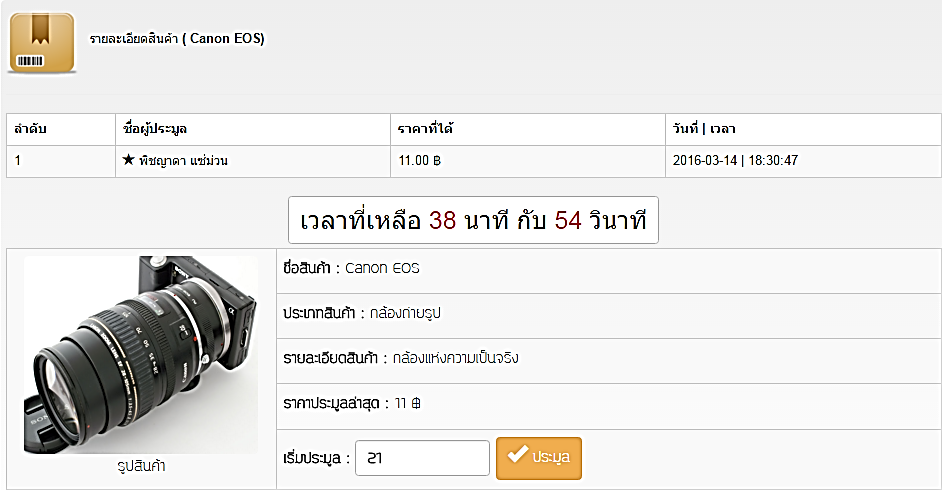 รายละเอียดสินค้า ( Canon EOS)
ลำดับ ชื่อผู้ประมูล ราคาที่ได้ วันที่ | เวลา
1 ★ พิชญาดา แซ่ม่วน 11.00 ฿ 2016-03-14 | 18:30:47
เวลาที่เหลือ 38 นาที กับ 54 วินาที
ชื่อสินค้า : Canon EOS
ประเภทสินค้า : กล้องถ่ายรูป
รายละเอียดสินค้า : กล้องแห่งความเป็นจริง
ราคาประมูลล่าสุด : 11 ฿
เริ่มประมูล : 21 ประมูล
SONY
Canon
รูปสินค้า